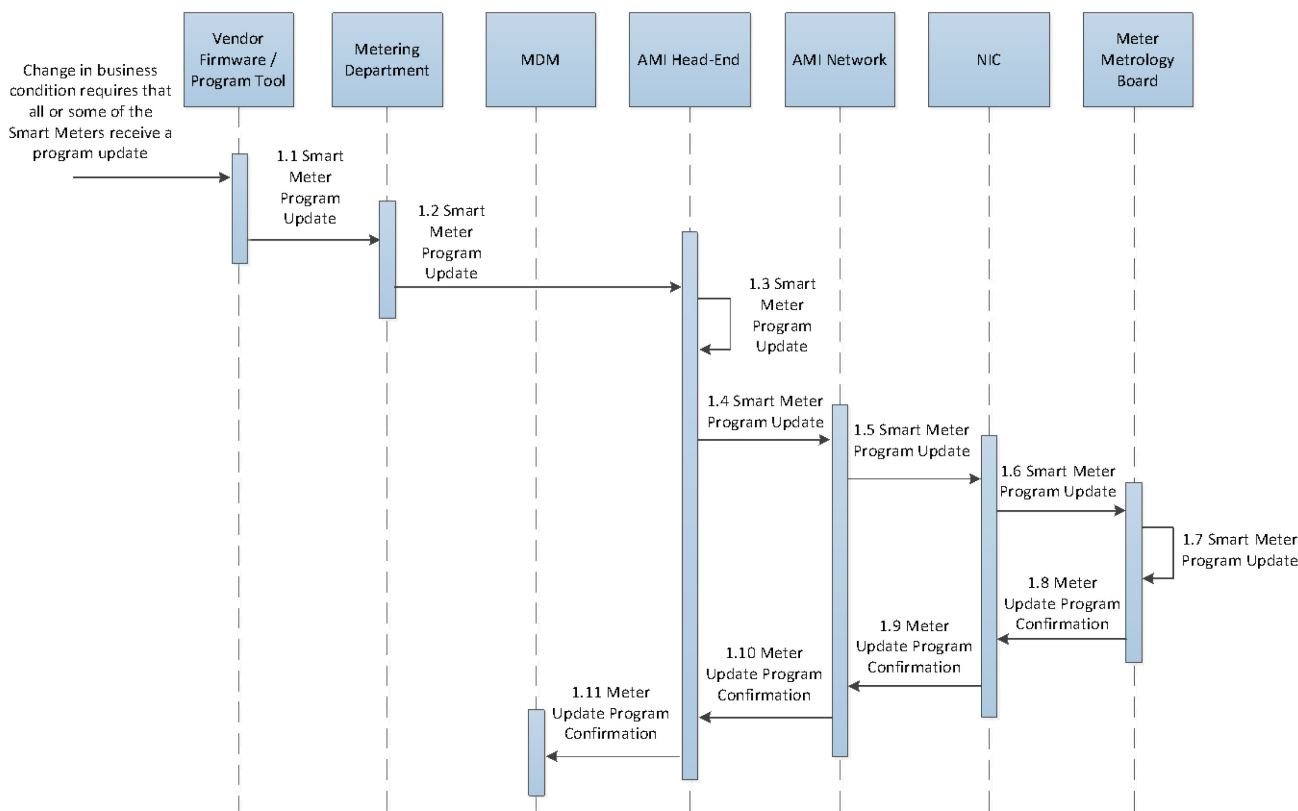 Vendor
Firmware /
Program Tool
Metering
Department
MDM
AMI Head-End
AMI Network
NIC
Meter
Metrology
Board
Change in business
condition requires that
all or some of the
Smart Meters receive a
program update
1.1 Smart
Meter
Program
Update
1.2 Smart
Meter
Program
Update
1.3 Smart
Meter
Program
Update
1.4 Smart Meter
Program Update
1.5 Smart Meter
Program Update
1.6 Smart Meter
Program Update
1.7 Smart Meter
Program Update
1.8 Meter
Update Program
Confirmation
1.9 Meter
Update Program
Confirmation
1.10 Meter
Update Program
Confirmation
1.11 Meter
Update Program
Confirmation